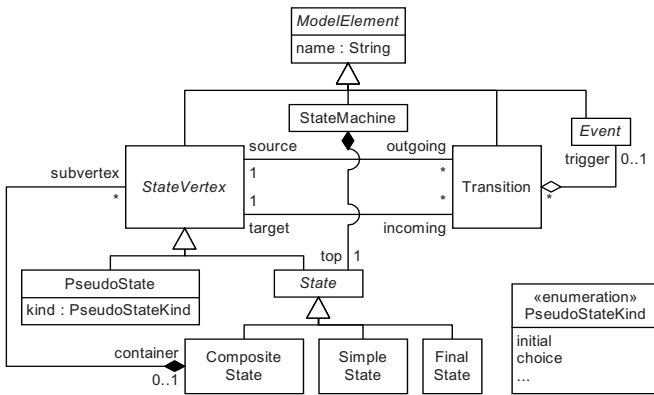 ModelElement
name : String
StateMachine
Event
source
outgoing
trigger
0..1
subvertex
*
StateVertex
1
*
Transition
*
1
*
target
incoming
top
1
PseudoState
kind : PseudoStateKind
State
«enumeration»
PseudoStateKind
initial
choice
...
container
0..1
Composite
State
Simple
State
Final
State